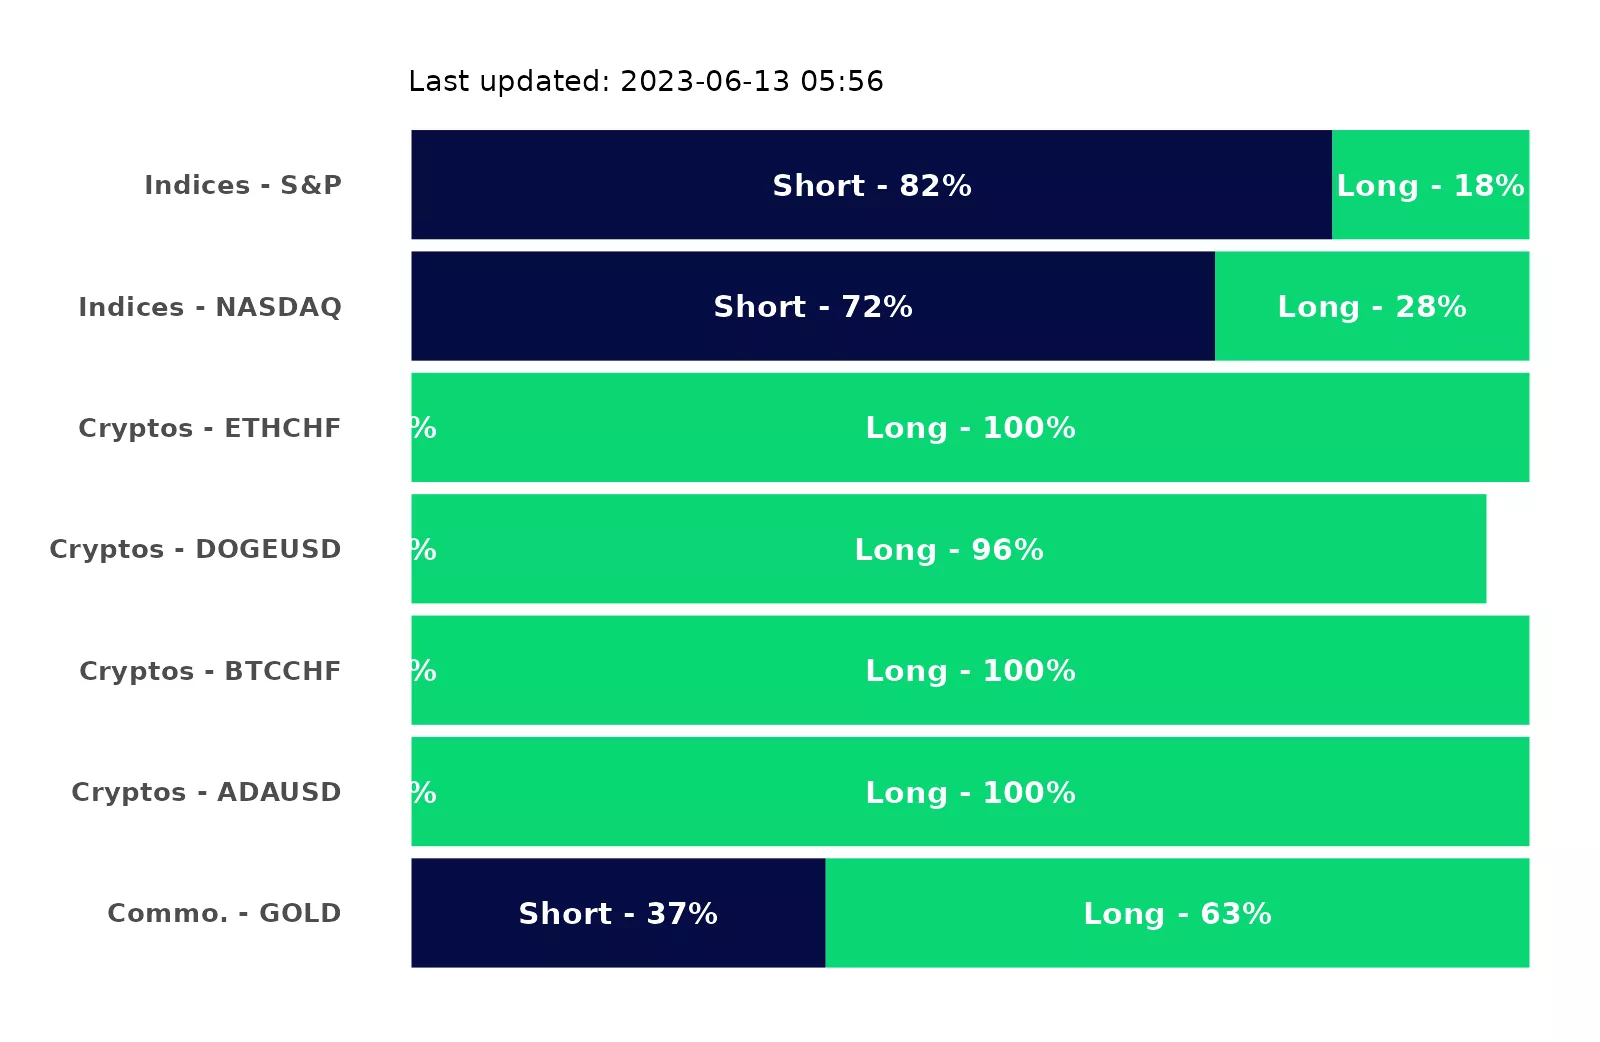 Last updated: 2023-06-13 05:56
Indices - S&P Short - 82% Long - 18%
Indices - NASDAQ Short - 72% Long - 28%
Cryptos - ETHCHF % Long - 100%
Cryptos - DOGEUSD % Long - 96%
Cryptos - BTCCHF % Long - 100%
Cryptos - ADAUSD % Long - 100%
Commo. - GOLD Short - 37% Long - 63%